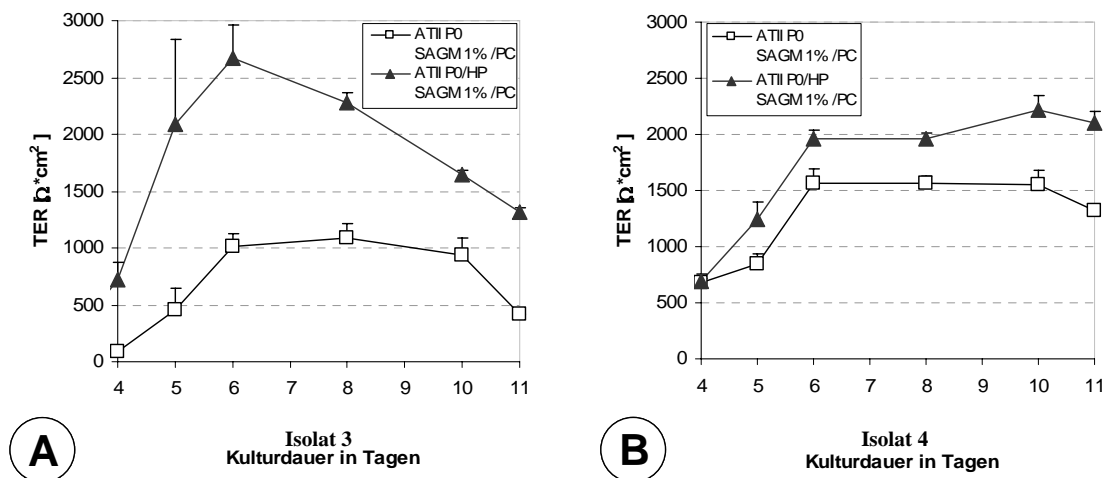 3000
2500
2000
1500
1000
500
0
TER [Ω*cm²]
ATII P0
SAGM 1% /PC
ATII P0/HP
SAGM 1% /PC
4 5 6 7 8 9 10 11
A
Isolat 3
Kulturdauer in Tagen
3000
2500
2000
1500
1000
500
0
TER [Ω*cm²]
ATII P0
SAGM 1% /PC
ATII P0/HP
SAGM 1% /PC
4 5 6 7 8 9 10 11
B
Isolat 4
Kulturdauer in Tagen